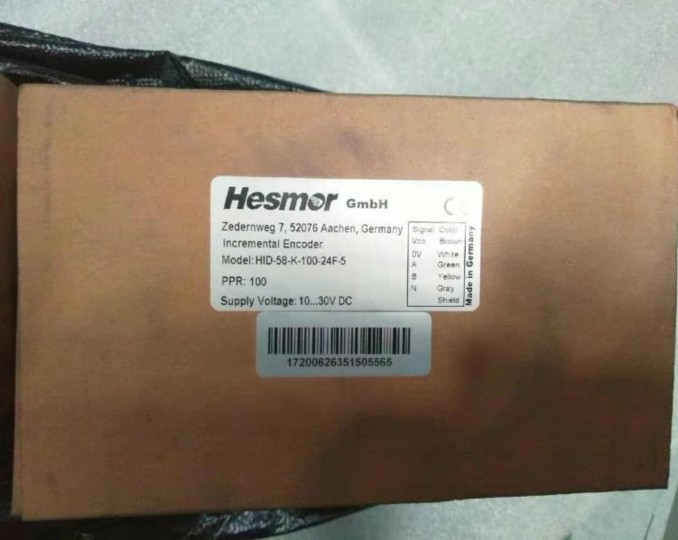 Hesmor GmbH
CE
Zedernweg 7, 52076 Aachen, Germany
Incremental Encoder
Model: HID-58-K-100-24F-5
PPR: 100
Supply Voltage: 10...30V DC
Signal Color
Vcc Brown
0V White
A Green
B Yellow
N Gray
Shield
Made in Germany
17200626351505565